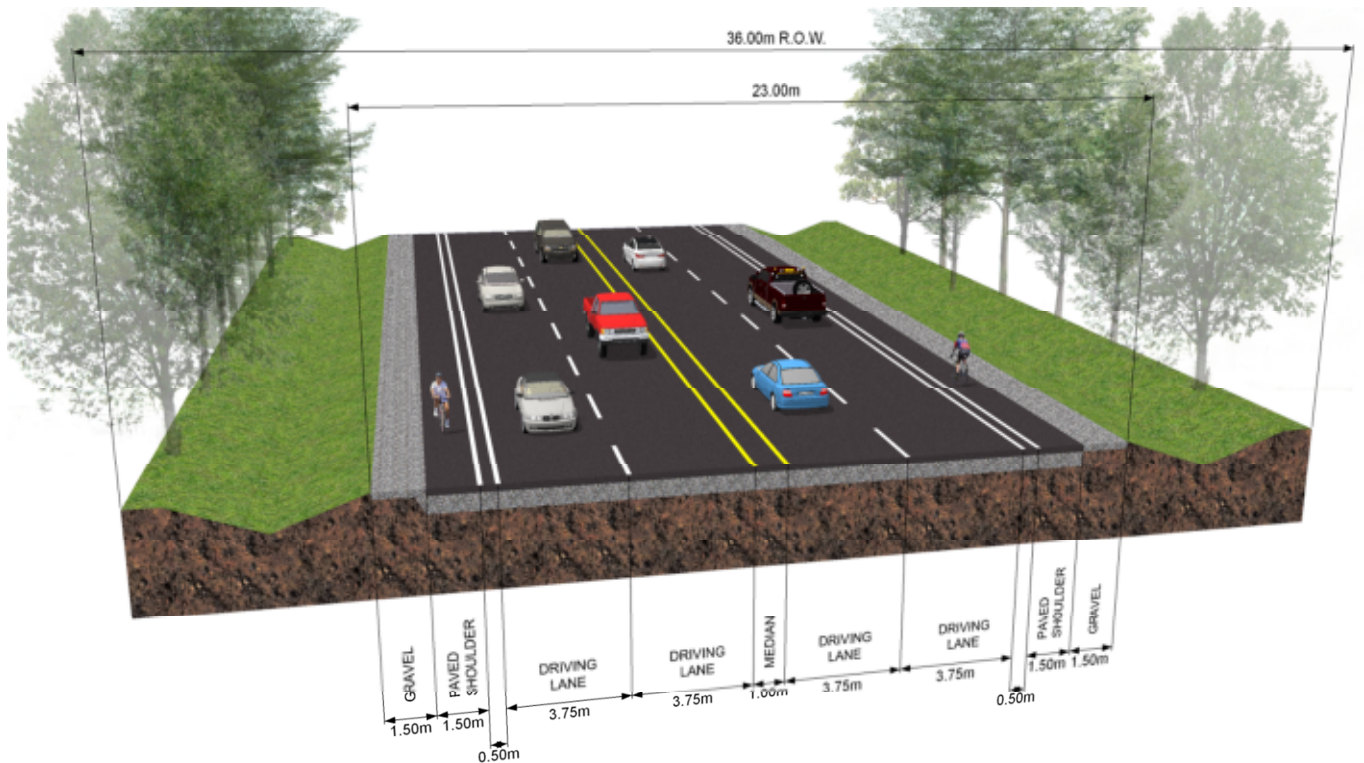 36.00m R.O.W.
23.00m
GRAVEL
PAVED
SHOULDER
DRIVING
LANE
DRIVING
LANE
MEDIAN
DRIVING
LANE
DRIVING
LANE
PAVED
SHOULDER
GRAVEL
1.50m
1.50m
0.50m
3.75m
3.75m
1.00m
3.75m
3.75m
0.50m
1.50m
1.50m